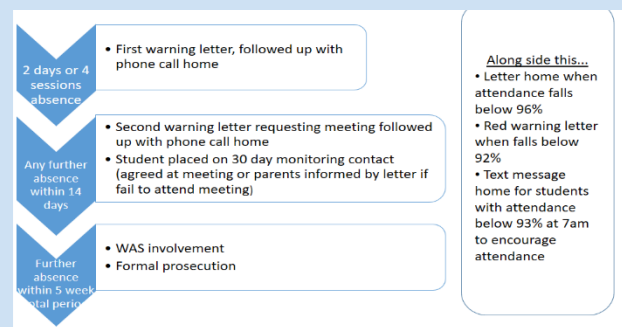 2 days or 4
sessions
absence
• First warning letter, followed up with
phone call home
Any further
absence
within 14
days
• Second warning letter requesting meeting followed
up with phone call home
• Student placed on 30 day monitoring contact
(agreed at meeting or parents informed by letter if
fail to attend meeting)
Further
absence
within 5 week
• WAS involvement
• Formal prosecution
Along side this...
• Letter home when
attendance falls
below 96%
• Red warning letter
when falls below
92%
• Text message
home for students
with attendance
below 93% at 7am
to encourage
attendance